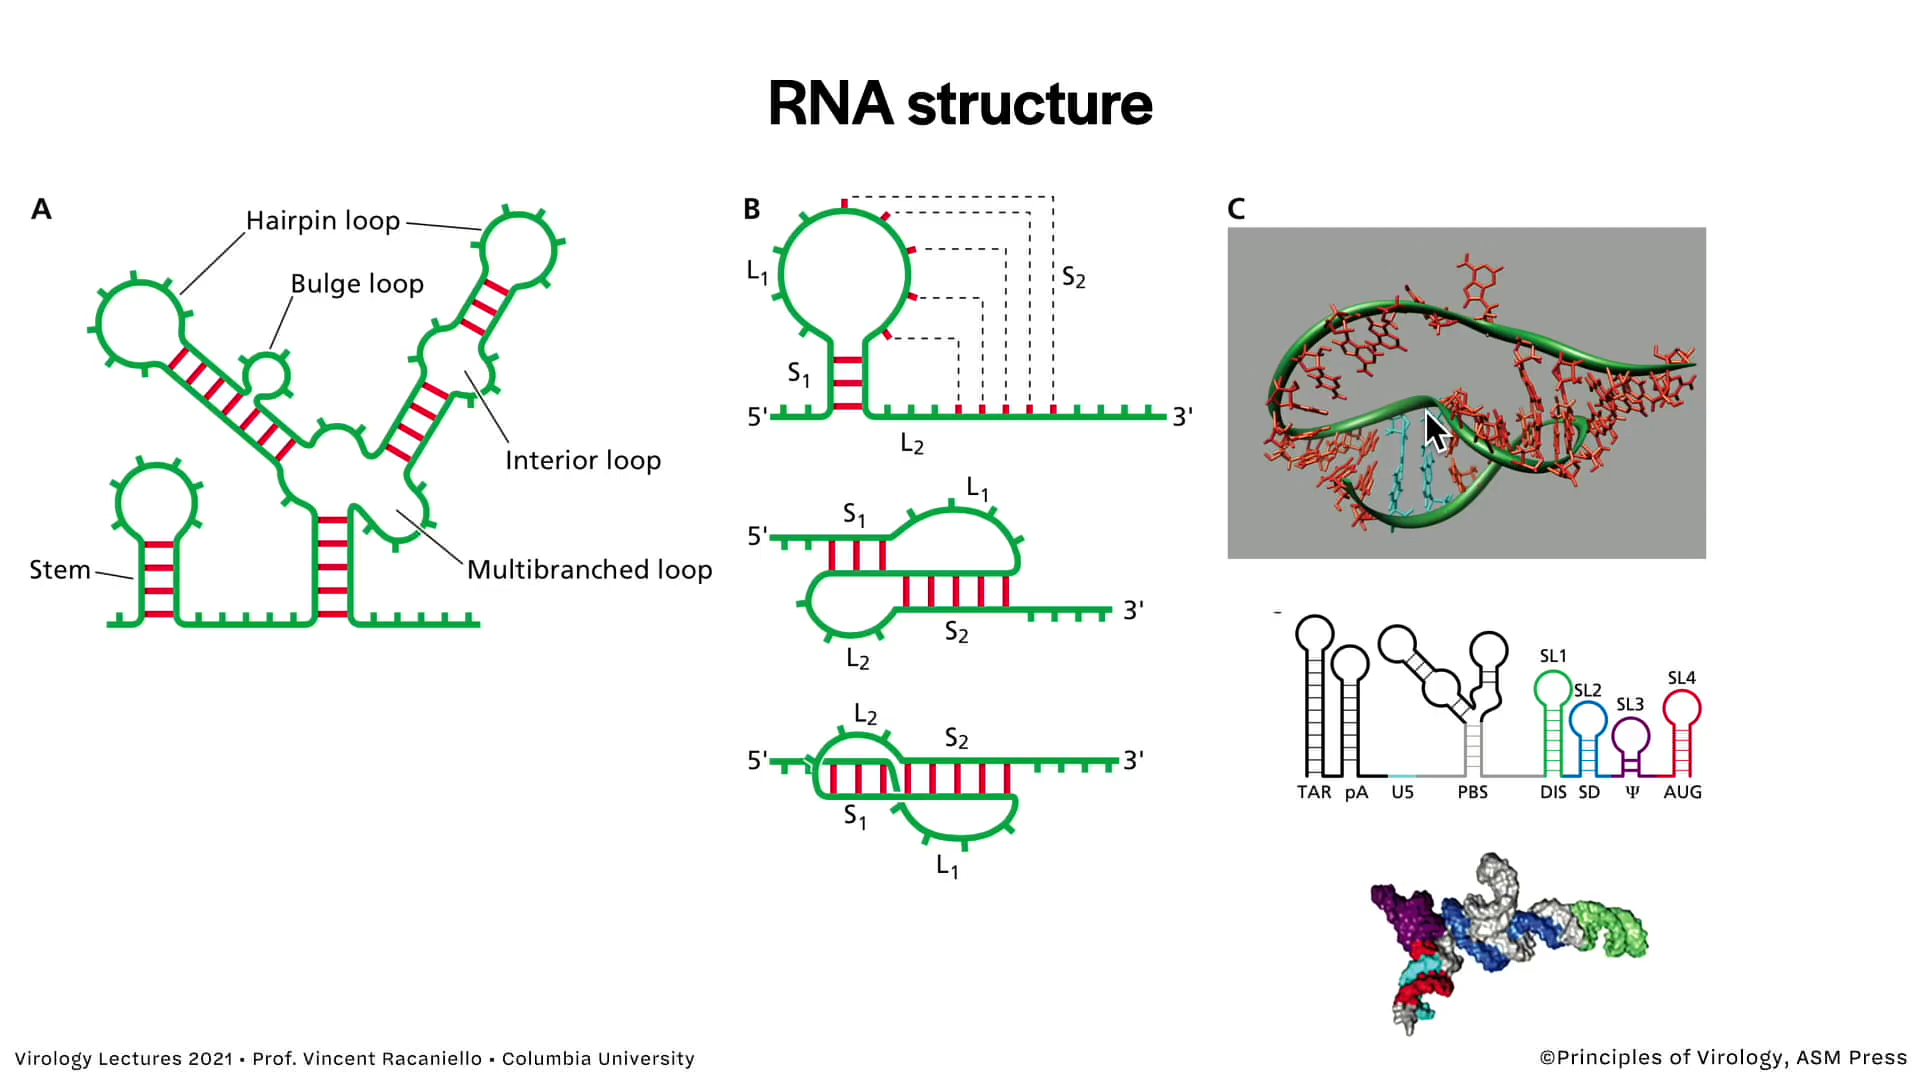 RNA structure
A
Hairpin loop
Bulge loop
Interior loop
Stem
Multibranched loop
B
L1
S2
S1
5'
3'
L2
L1
S1
5'
3'
S2
L2
L2
S2
5'
3'
S1
L1
C
SL1
SL2
SL3
SL4
TAR pA U5 PBS DIS SD Ψ AUG
Virology Lectures 2021 • Prof. Vincent Racaniello • Columbia University
©Principles of Virology, ASM Press